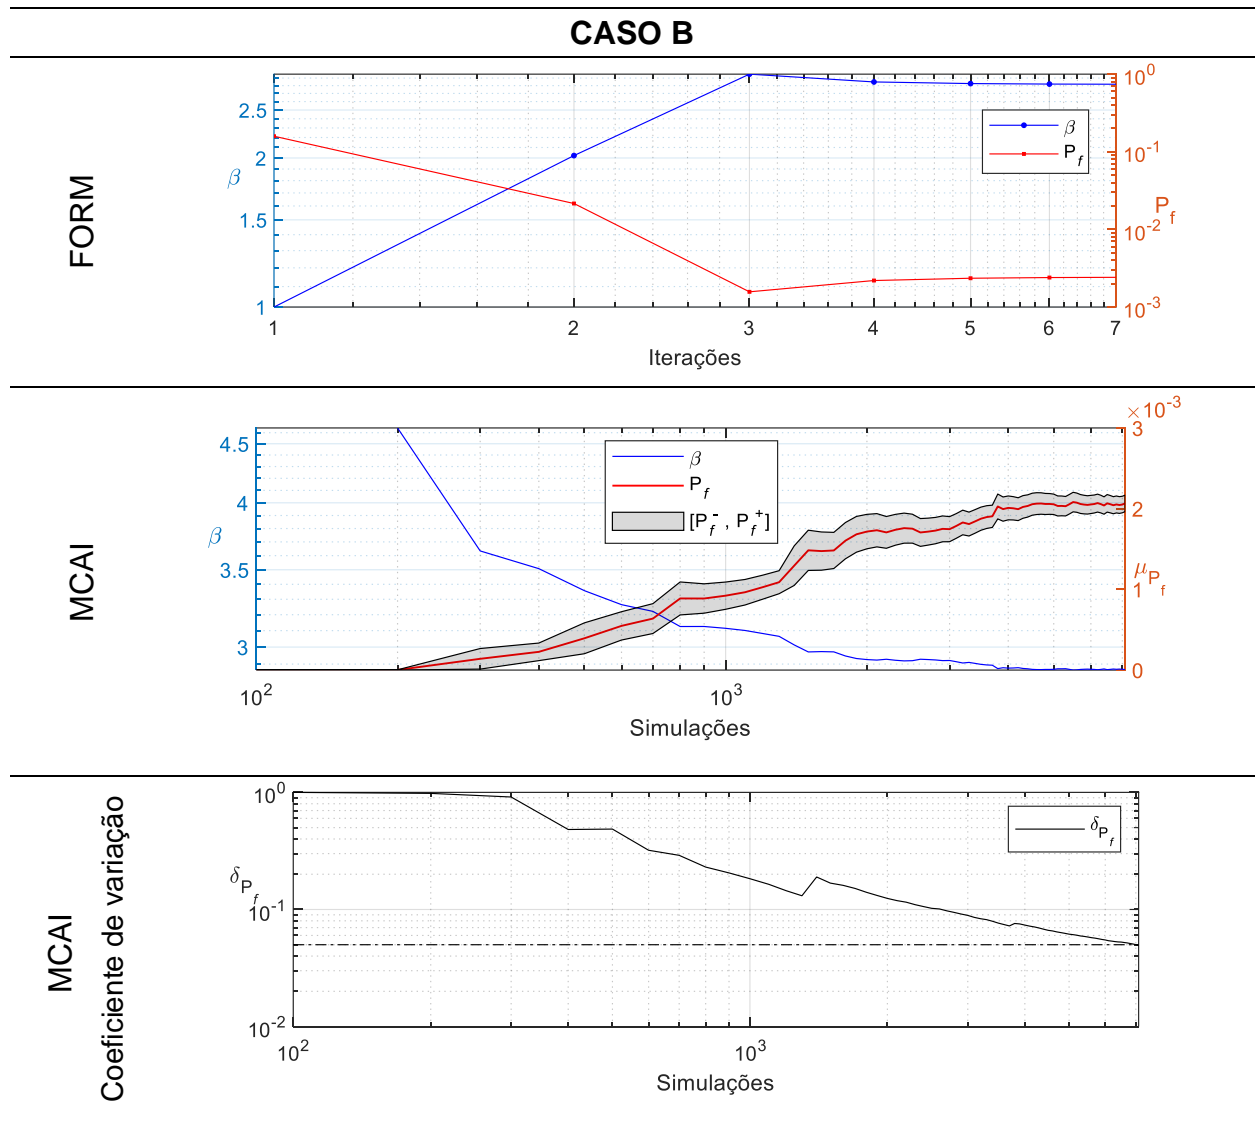 CASO B
FORM
10^0
2.5
β
10^-1
P_f
2
β
P_f
1.5
10^-2
1
10^-3
1 2 3 4 5 6 7
Iterações
MCAI
×10^-3
4.5
3
β
P_f
[P_f^- , P_f^+]
4
2
β
3.5
μ_P_f
1
3
0
10^2 10^3
Simulações
MCAI
Coeficiente de variação
10^0
δ_P_f
δ_P_f
10^-1
10^-2
10^2 10^3
Simulações